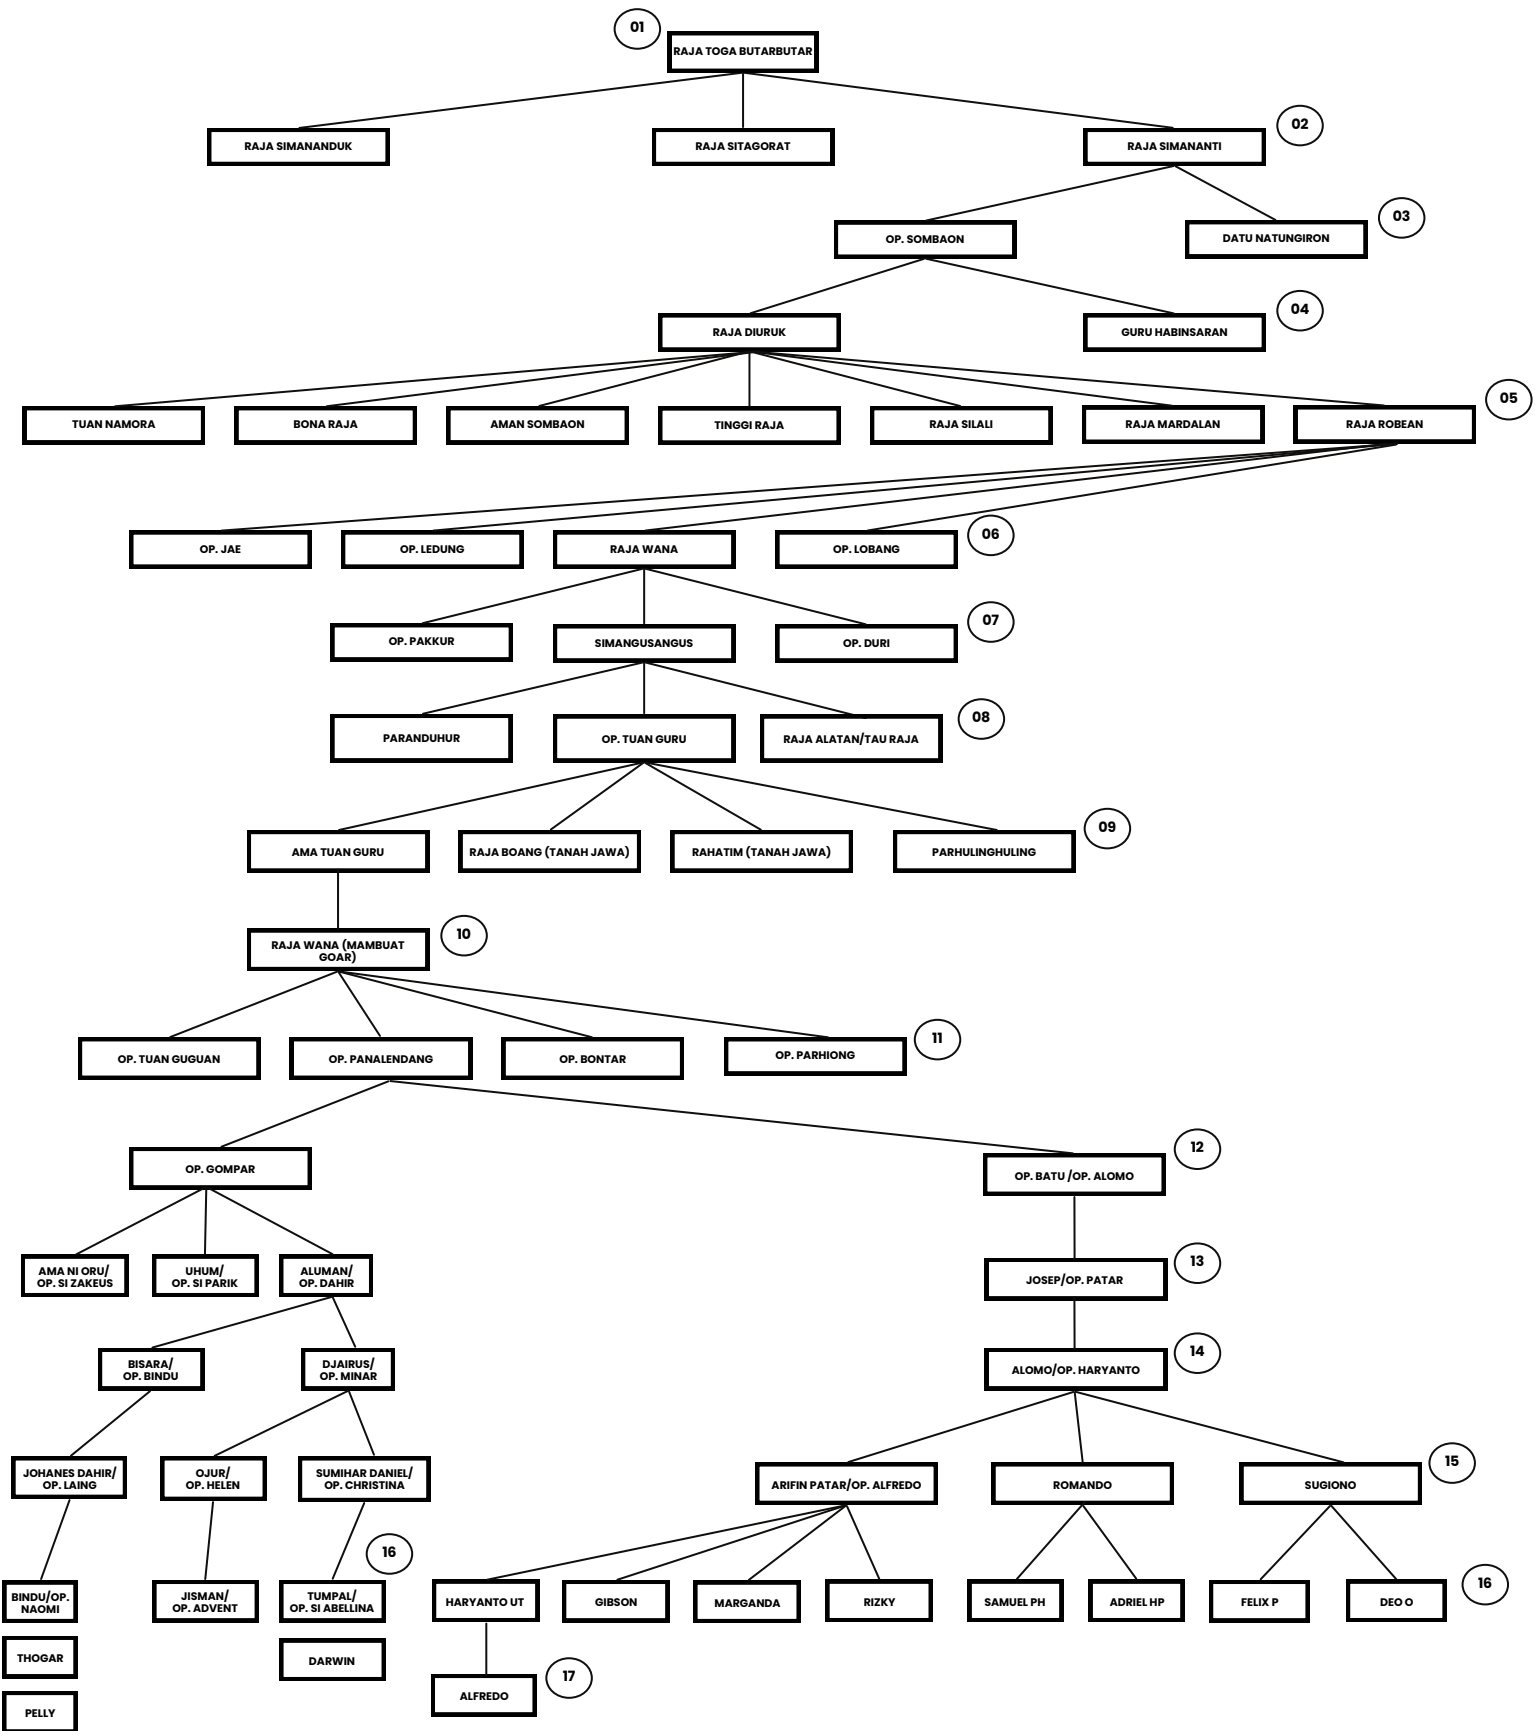 01
RAJA TOGA BUTARBUTAR
RAJA SIMANANDUK
RAJA SITAGORAT
RAJA SIMANANTI
02
OP. SOMBAON
DATU NATUNGIRON
03
RAJA DIURUK
GURU HABINSARAN
04
TUAN NAMORA
BONA RAJA
AMAN SOMBAON
TINGGI RAJA
RAJA SILALI
RAJA MARDALAN
RAJA ROBEAN
05
OP. JAE
OP. LEDUNG
RAJA WANA
OP. LOBANG
06
OP. PAKKUR
SIMANGUSANGUS
OP. DURI
07
PARANDUHUR
OP. TUAN GURU
RAJA ALATAN/TAU RAJA
08
AMA TUAN GURU
RAJA BOANG (TANAH JAWA)
RAHATIM (TANAH JAWA)
PARHULINGHULING
09
RAJA WANA (MAMBUAT
GOAR)
10
OP. TUAN GUGUAN
OP. PANALENDANG
OP. BONTAR
OP. PARHIONG
11
OP. GOMPAR
OP. BATU /OP. ALOMO
12
AMA NI ORU/
OP. SI ZAKEUS
UHUM/
OP. SI PARIK
ALUMAN/
OP. DAHIR
JOSEP/OP. PATAR
13
BISARA/
OP. BINDU
DJAIRUS/
OP. MINAR
ALOMO/OP. HARYANTO
14
JOHANES DAHIR/
OP. LAING
OJUR/
OP. HELEN
SUMIHAR DANIEL/
OP. CHRISTINA
ARIFIN PATAR/OP. ALFREDO
ROMANDO
SUGIONO
15
16
BINDU/OP.
NAOMI
JISMAN/
OP. ADVENT
TUMPAL/
OP. SI ABELLINA
HARYANTO UT
GIBSON
MARGANDA
RIZKY
SAMUEL PH
ADRIEL HP
FELIX P
DEO O
16
THOGAR
DARWIN
ALFREDO
17
PELLY